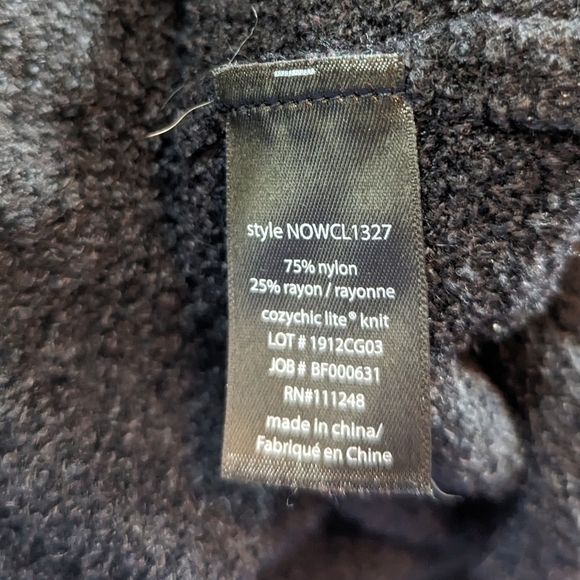 style NOWCL1327
75% nylon
25% rayon / rayonne
cozychic lite® knit
LOT # 1912CG03
JOB # BF000631
RN#111248
made in china/
Fabriqué en Chine